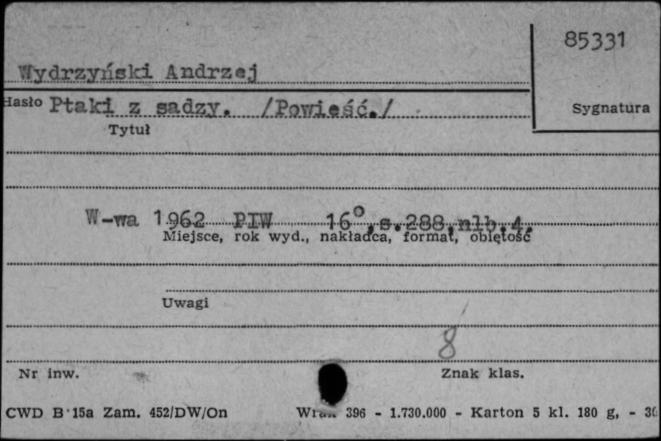 85331
Wydrzyński Andrzej
Hasło Ptaki z sadzy. /Powieść./
Sygnatura
Tytuł
W-wa 1962 PIW 16°,s.288,nlb.4.
Miejsce, rok wyd., nakładca, format, objętość
Uwagi
8
Nr inw.
Znak klas.
CWD B-15a Zam. 452/DW/On 396 - 1.730.000 - Karton 5 kl. 180 g, -